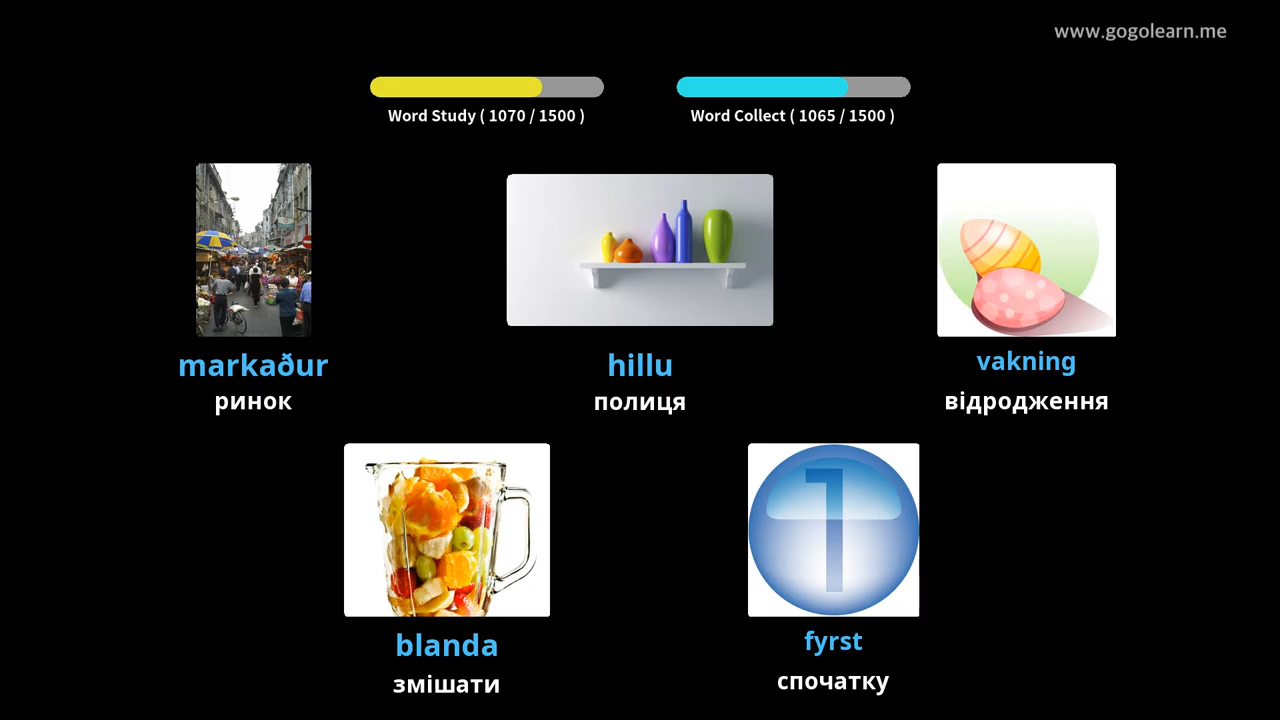 www.gogolearn.me
Word Study ( 1070 / 1500 )
Word Collect ( 1065 / 1500 )
markaður
ринок
hillu
полиця
vakning
відродження
blanda
змішати
1
fyrst
спочатку